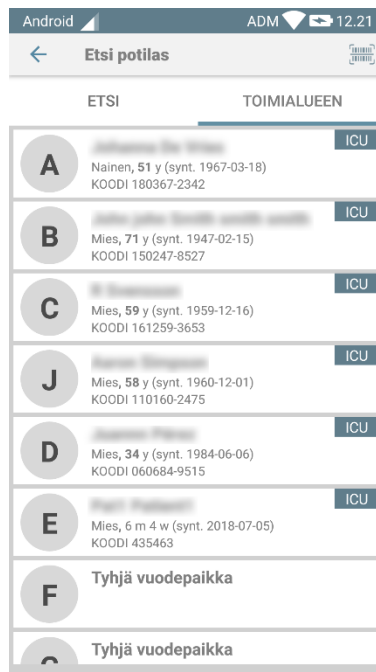 Android ADM 12.21
Etsi potilas
ETSI TOIMIALUEEN
ICU
A
Nainen, 51 y (synt. 1967-03-18)
KOODI 180367-2342
ICU
B
Mies, 71 y (synt. 1947-02-15)
KOODI 150247-8527
ICU
C
Mies, 59 y (synt. 1959-12-16)
KOODI 161259-3653
ICU
J
Mies, 58 y (synt. 1960-12-01)
KOODI 110160-2475
ICU
D
Mies, 34 y (synt. 1984-06-06)
KOODI 060684-9515
ICU
E
Mies, 6 m 4 w (synt. 2018-07-05)
KOODI 435463
F
Tyhjä vuodepaikka
Tyhjä vuodepaikka